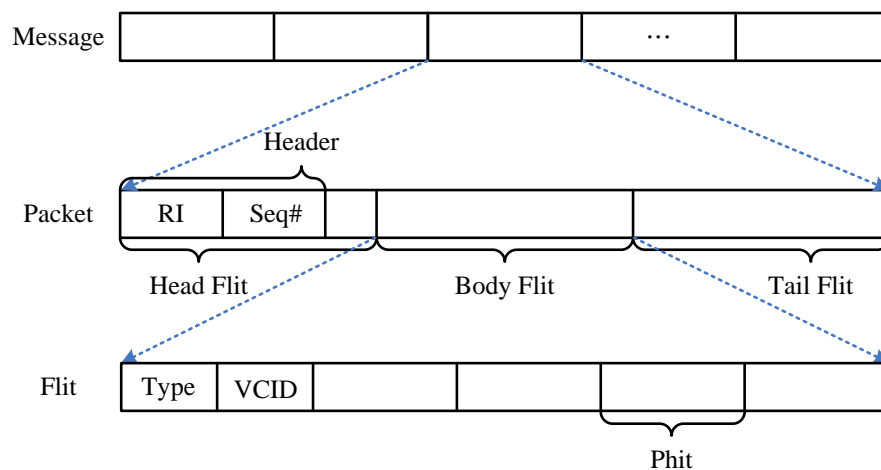 Message
...
Header
Packet
RI
Seq#
Head Flit
Body Flit
Tail Flit
Flit
Type
VCID
Phit